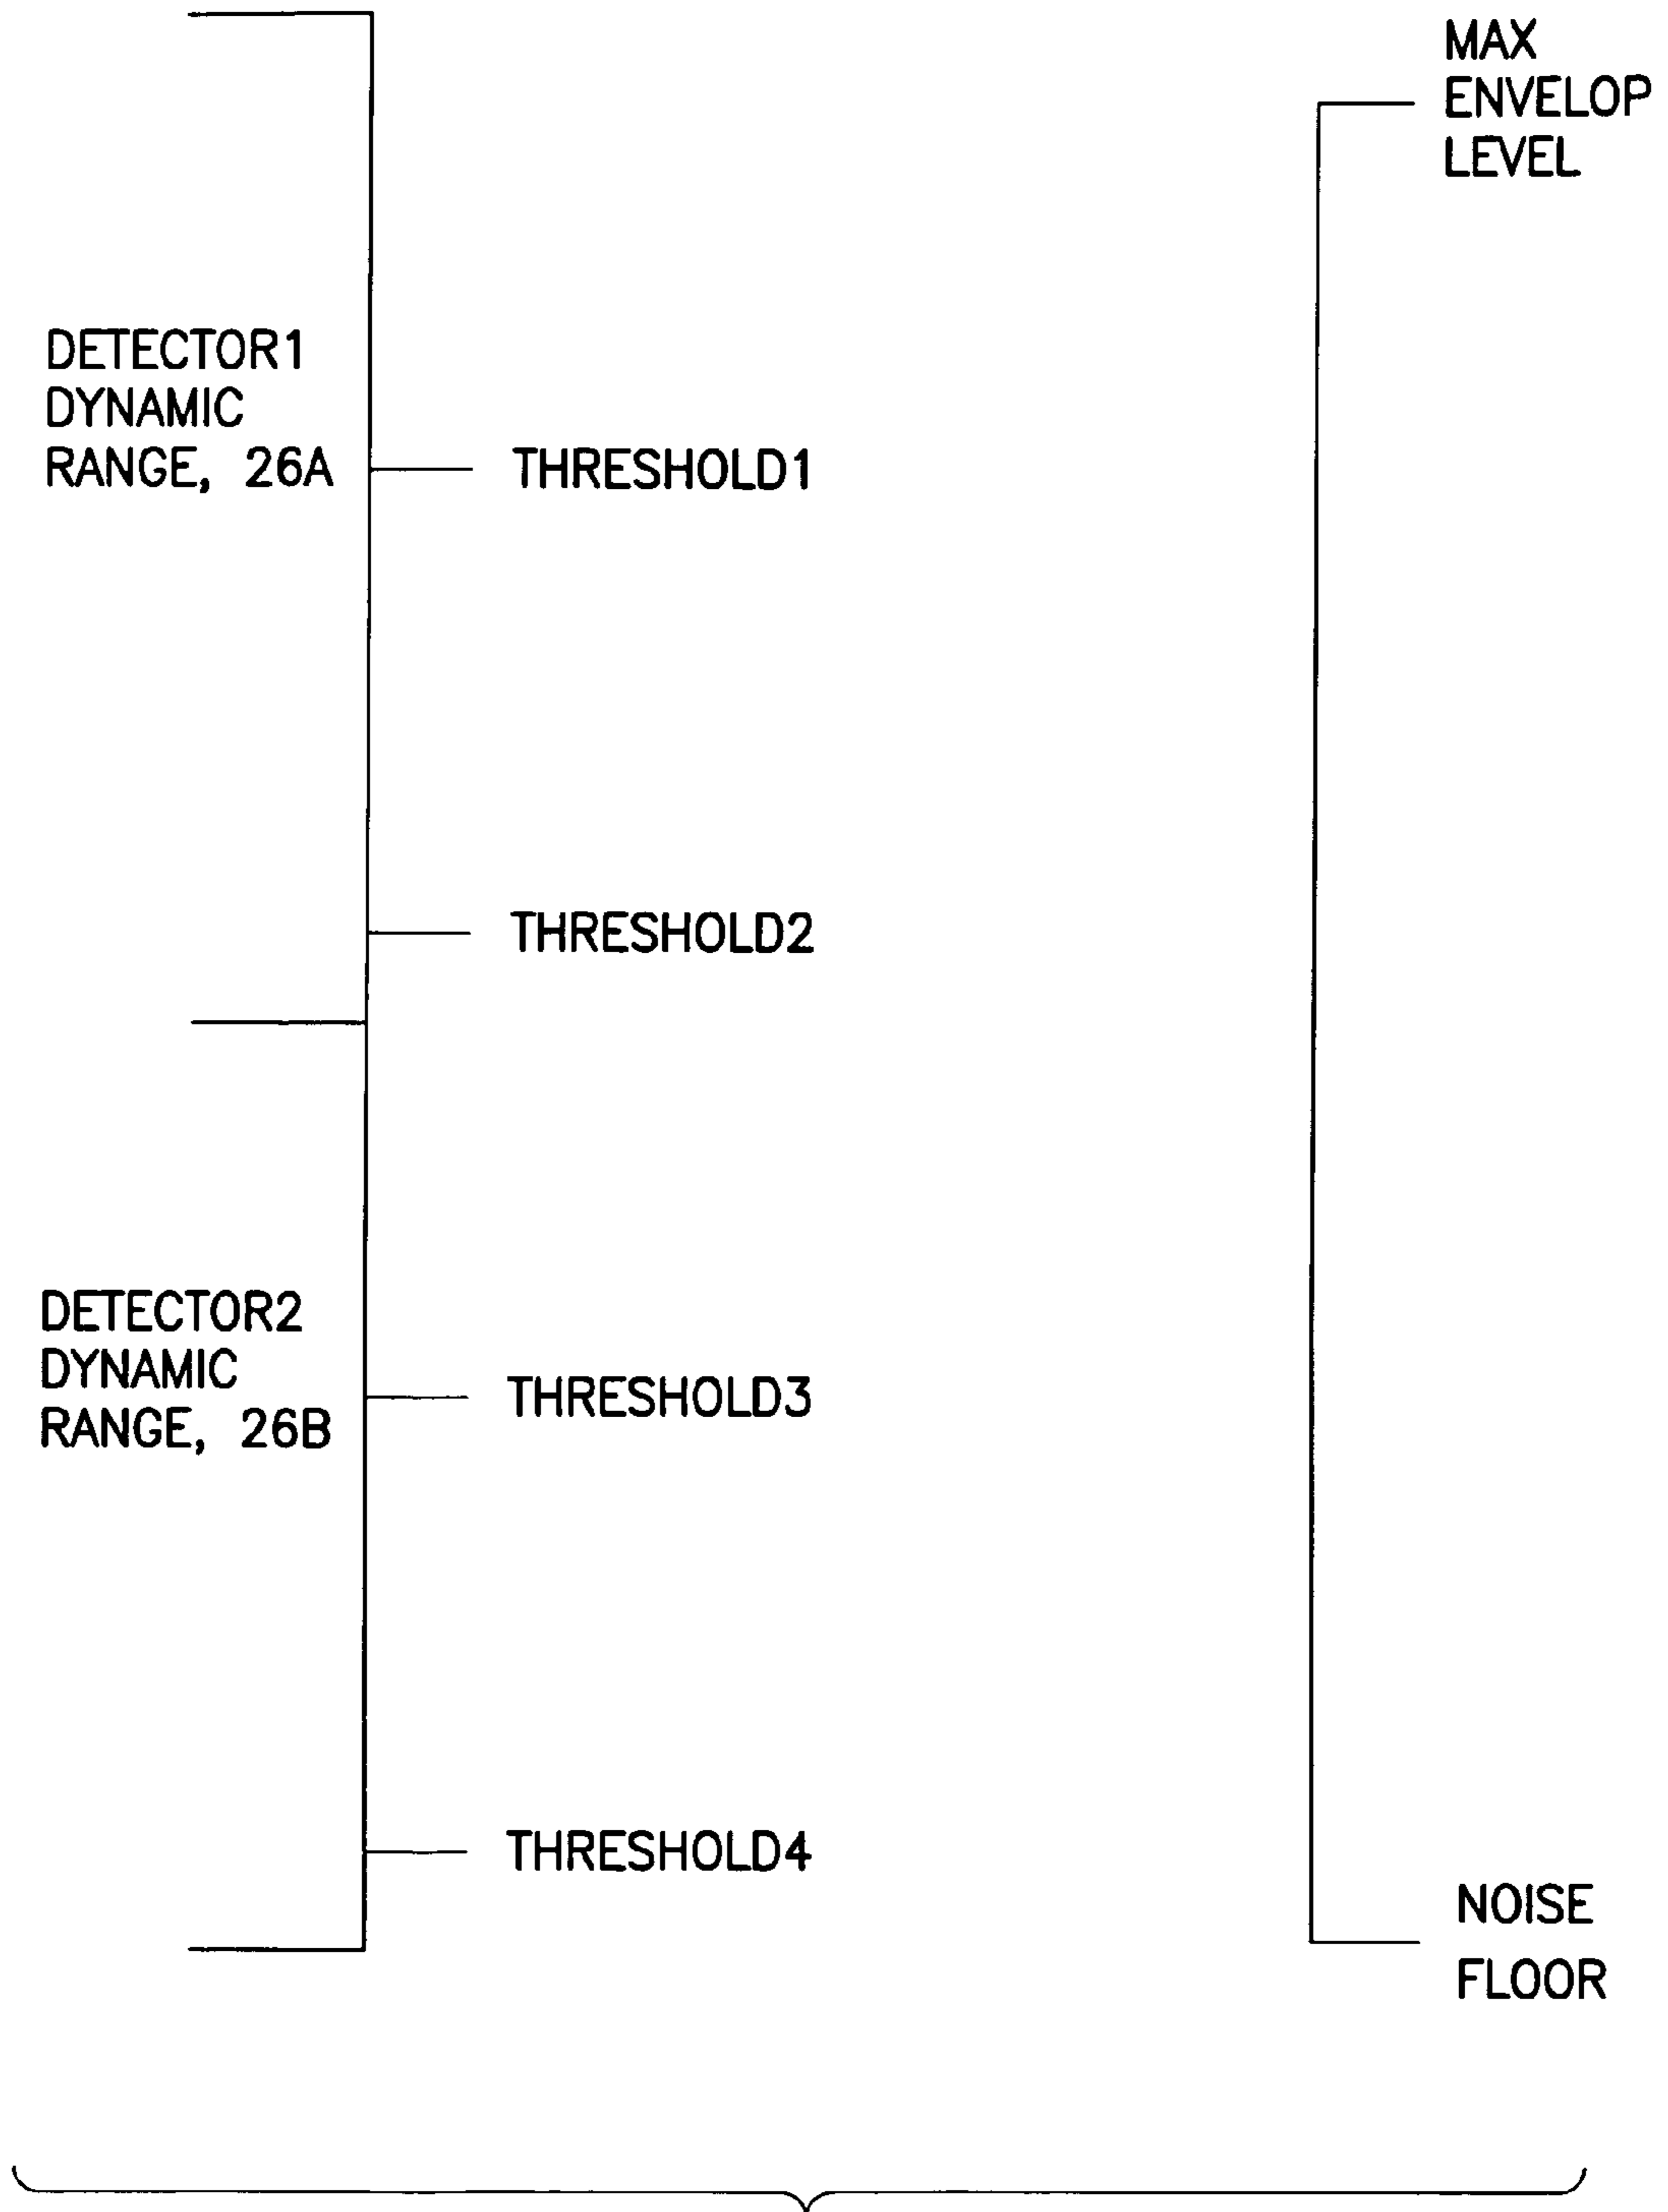 MAX
ENVELOP
LEVEL
DETECTOR1
DYNAMIC
RANGE, 26A
THRESHOLD1
THRESHOLD2
DETECTOR2
DYNAMIC
RANGE, 26B
THRESHOLD3
THRESHOLD4
NOISE
FLOOR